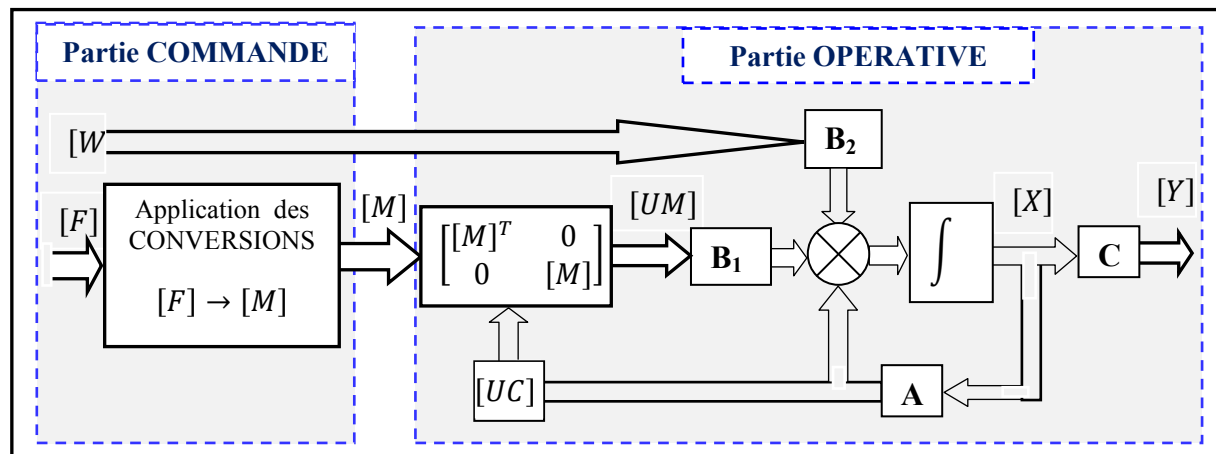 Partie COMMANDE
Partie OPERATIVE
[W
B₂
[F]
Application des
CONVERSIONS
[F] → [M]
[M]
[[M]ᵀ 0
0 [M]]
[UM]
B₁
∫
[X]
C
[Y]
[UC]
A